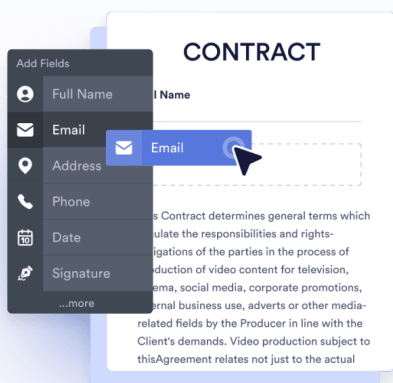 CONTRACT
Add Fields
Full Name
l Name
Email
Email
Address
Phone
Date
10
Signature
...more
s Contract determines general terms which
ulate the responsibilities and rights-
igations of the parties in the process of
duction of video content for television,
ema, social media, corporate promotions,
ernal business use, adverts or other media-
related fields by the Producer in line with the
Client's demands. Video production subject to
thisAgreement relates not just to the actual